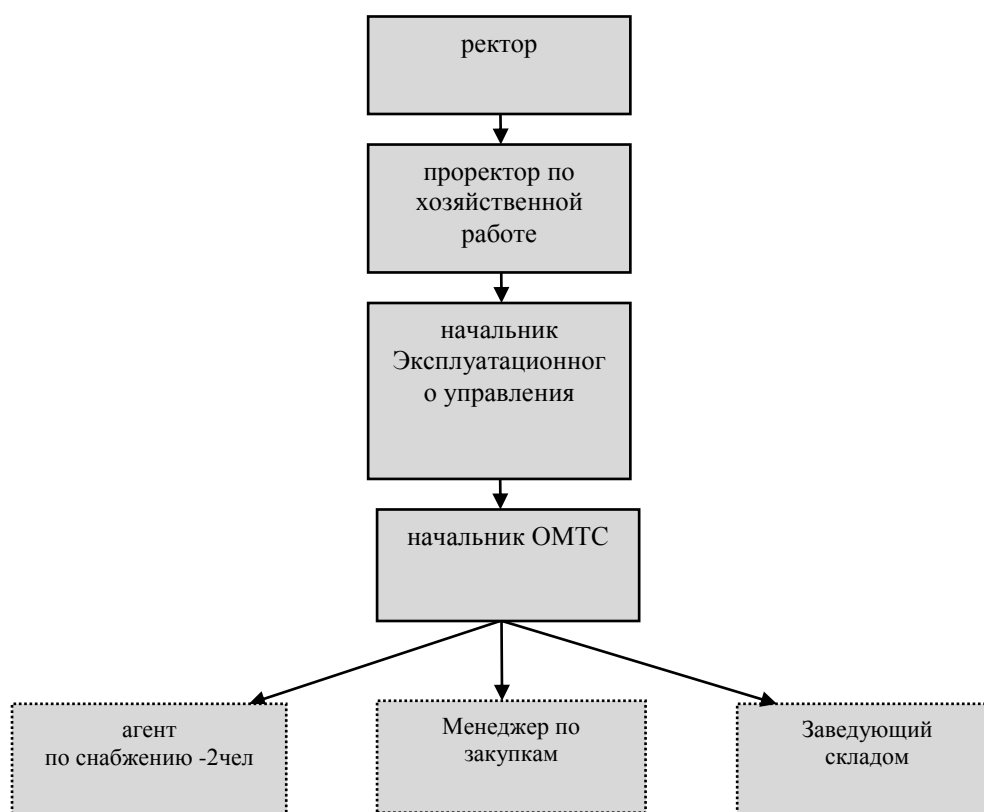 ректор
проректор по
хозяйственной
работе
начальник
Эксплуатационног
о управления
начальник ОМТС
агент
по снабжению -2чел
Менеджер по
закупкам
Заведующий
складом